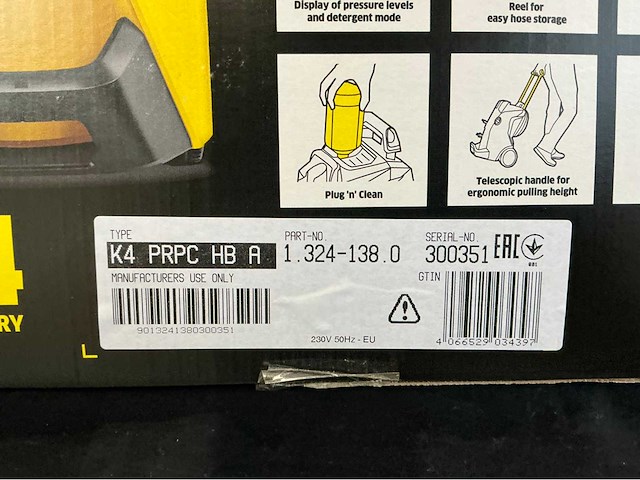 Display of pressure levels
and detergent mode
Reel for
easy hose storage
Plug 'n' Clean
Telescopic handle for
ergonomic pulling height
4
RY
TYPE
K4 PRPC HB A
PART-NO.
1.324-138.0
SERIAL-NO.
300351
EAC
MANUFACTURERS USE ONLY
GTIN
9013241380300351
230V 50Hz - EU
4 066529 034397